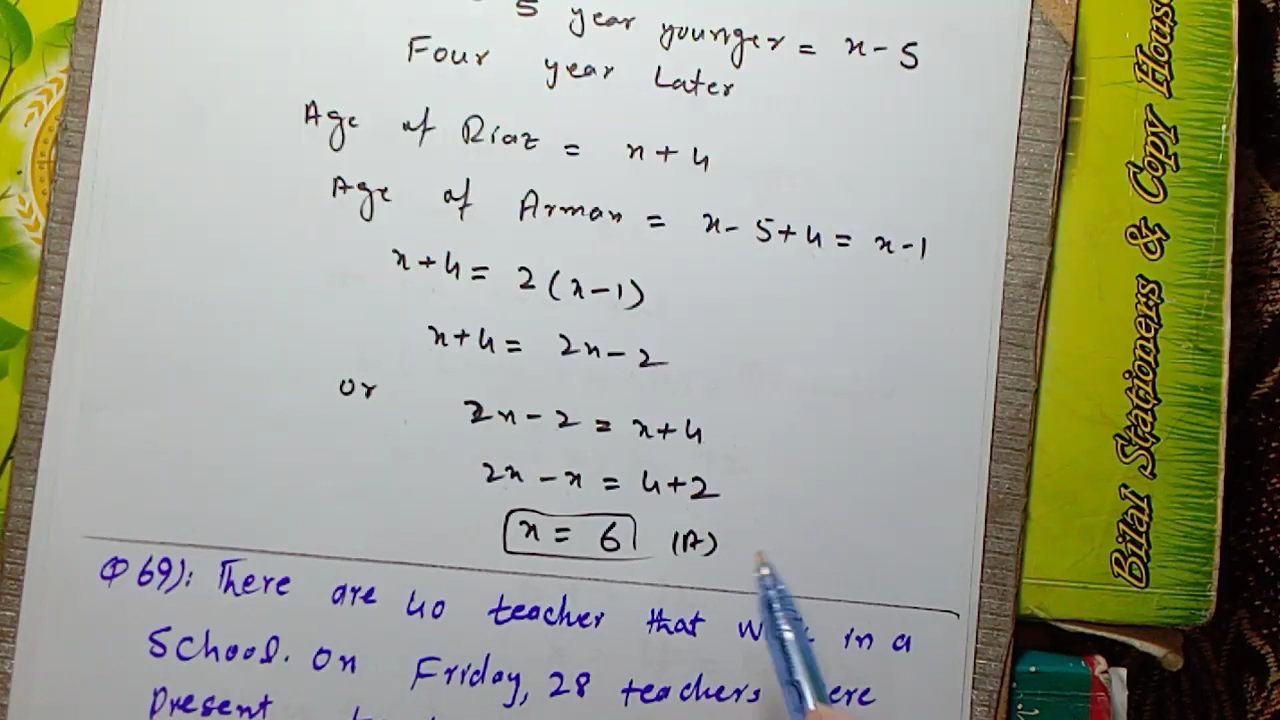 5 year younger = x - 5
Four year Later
Age of Riaz = x + 4
Age of Arman = x - 5 + 4 = x - 1
x + 4 = 2 (x - 1)
x + 4 = 2x - 2
or 2x - 2 = x + 4
2x - x = 4 + 2
x = 6 (A)
Q 69): There are 40 teacher that in a
School. On Friday, 28 teachers
present
Bilal Stationers & Copy House